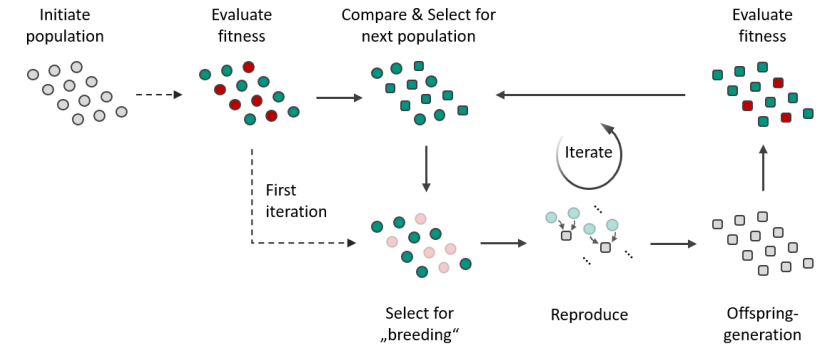 Initiate
population
Evaluate
fitness
Compare & Select for
next population
Evaluate
fitness
Iterate
First
iteration
Select for
„breeding“
Reproduce
Offspring-
generation